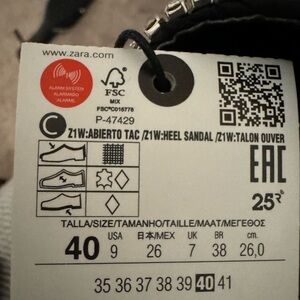 www.zara.com
ALARM SYSTEM
ALARMADO
ALARME
FSC
MIX
FSC®C016778
P-47429
C
Z1W:ABIERTO TAC /Z1W:HEEL SANDAL /Z1W:TALON OUVER
EAC
25
TALLA/SIZE/TAMANHO/TAILLE/MAAT/ΜΕΓΕΘΟΣ
USA 日本/MEX UK BR cm
40 9 26 7 38 26,0
35 36 37 38 39 40 41